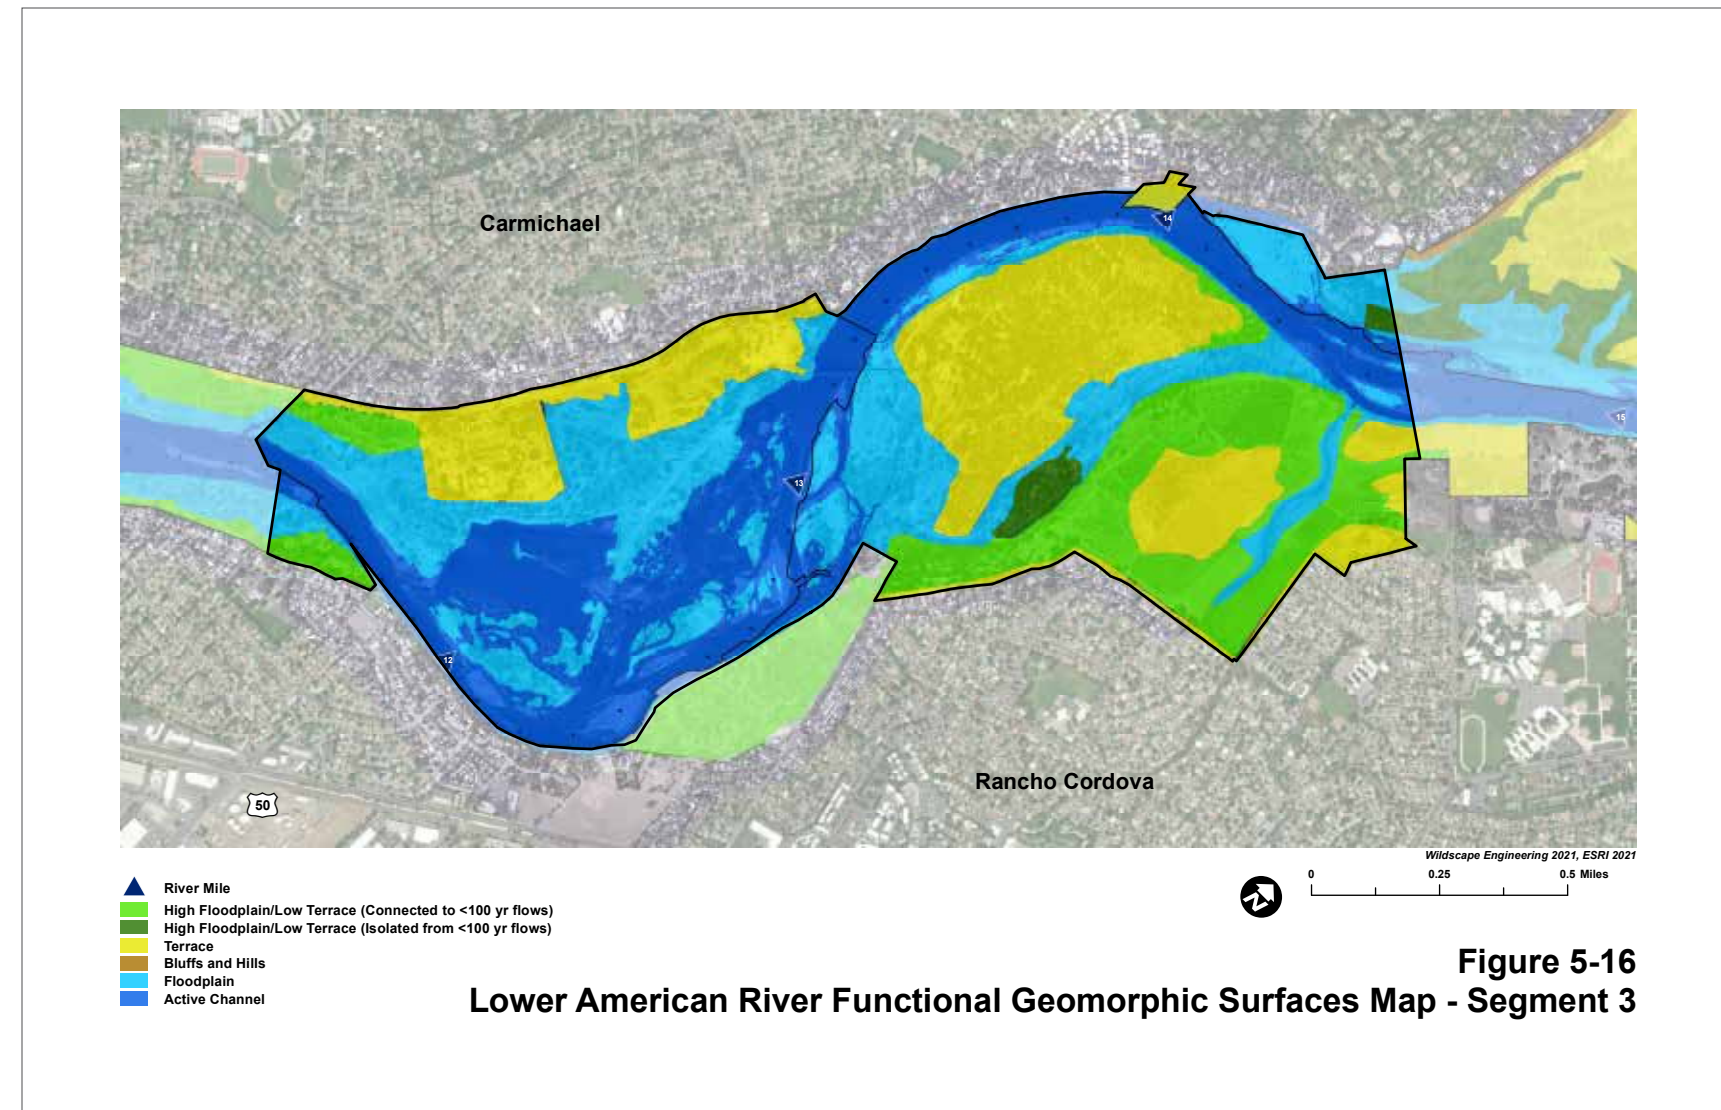 Carmichael
14
15
13
12
Rancho Cordova
50
Wildscape Engineering 2021, ESRI 2021
0 0.25 0.5 Miles
N
River Mile
High Floodplain/Low Terrace (Connected to <100 yr flows)
High Floodplain/Low Terrace (Isolated from <100 yr flows)
Terrace
Bluffs and Hills
Floodplain
Active Channel
Figure 5-16
Lower American River Functional Geomorphic Surfaces Map - Segment 3